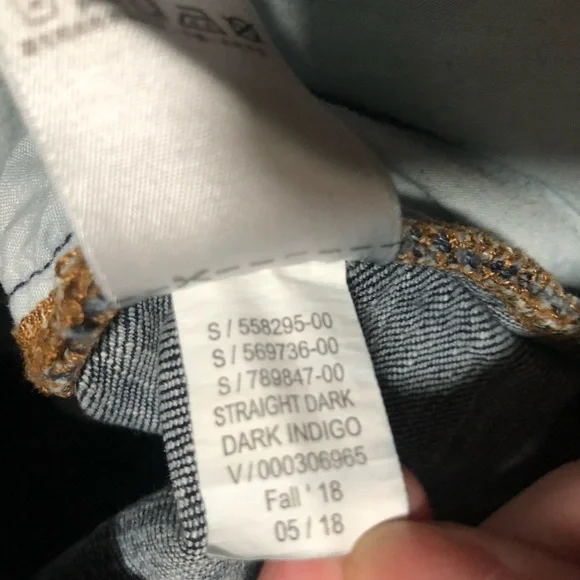 S / 558295-00
S / 569736-00
S / 789847-00
STRAIGHT DARK
DARK INDIGO
V / 000306965
Fall ' 18
05 / 18